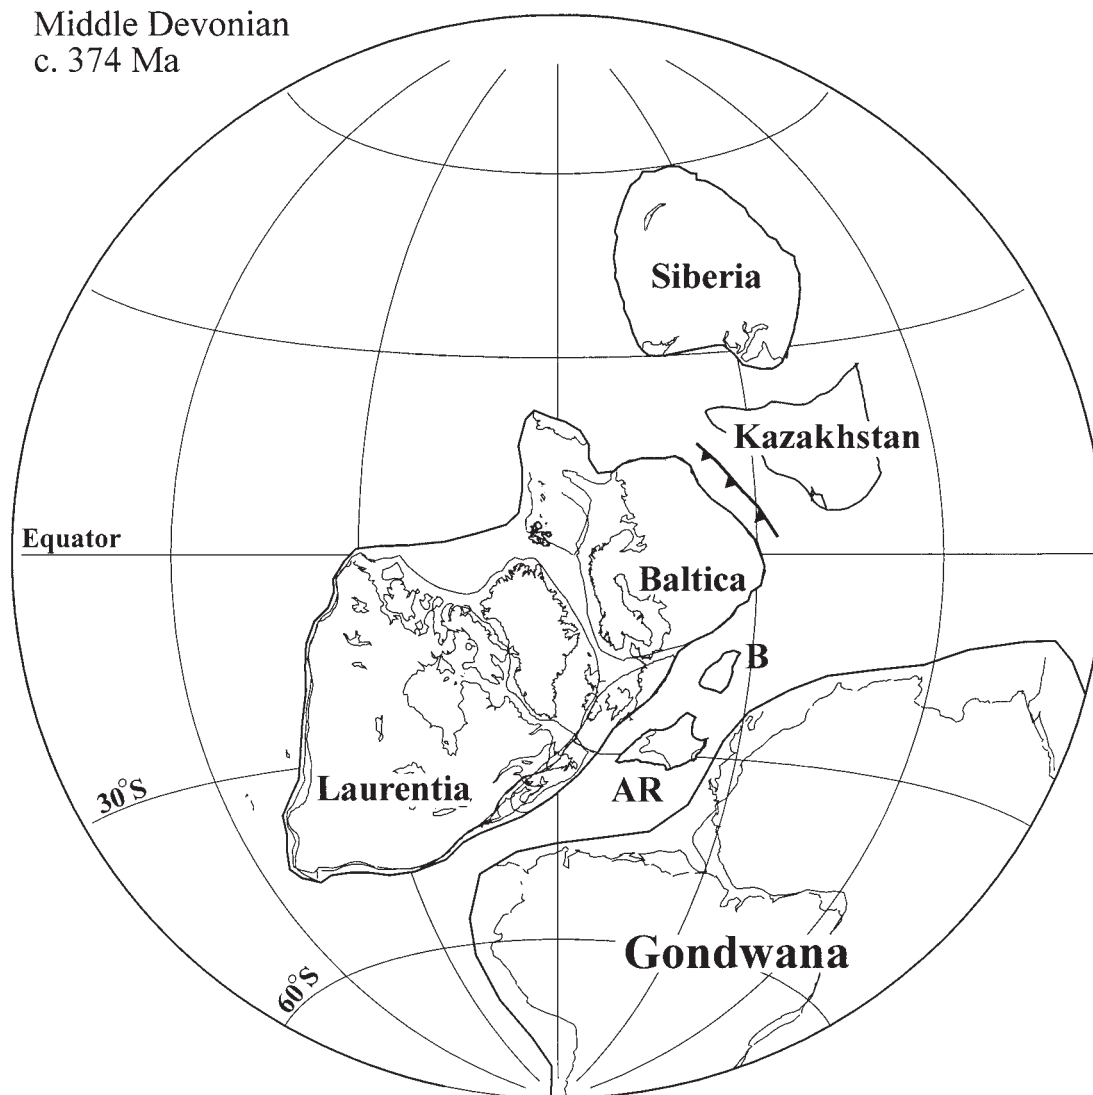 Middle Devonian
c. 374 Ma
Siberia
Kazakhstan
Equator
Baltica
B
30°S
Laurentia
AR
Gondwana
60°S